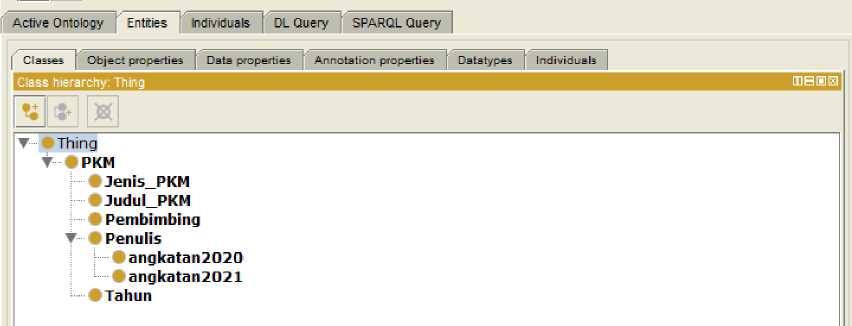 Active Ontology Entities Individuals DL Query SPARQL Query
Classes Object properties Data properties Annotation properties Datatypes Individuals
Class hierarchy: Thing
Thing
PKM
Jenis_PKM
Judul_PKM
Pembimbing
Penulis
angkatan2020
angkatan2021
Tahun